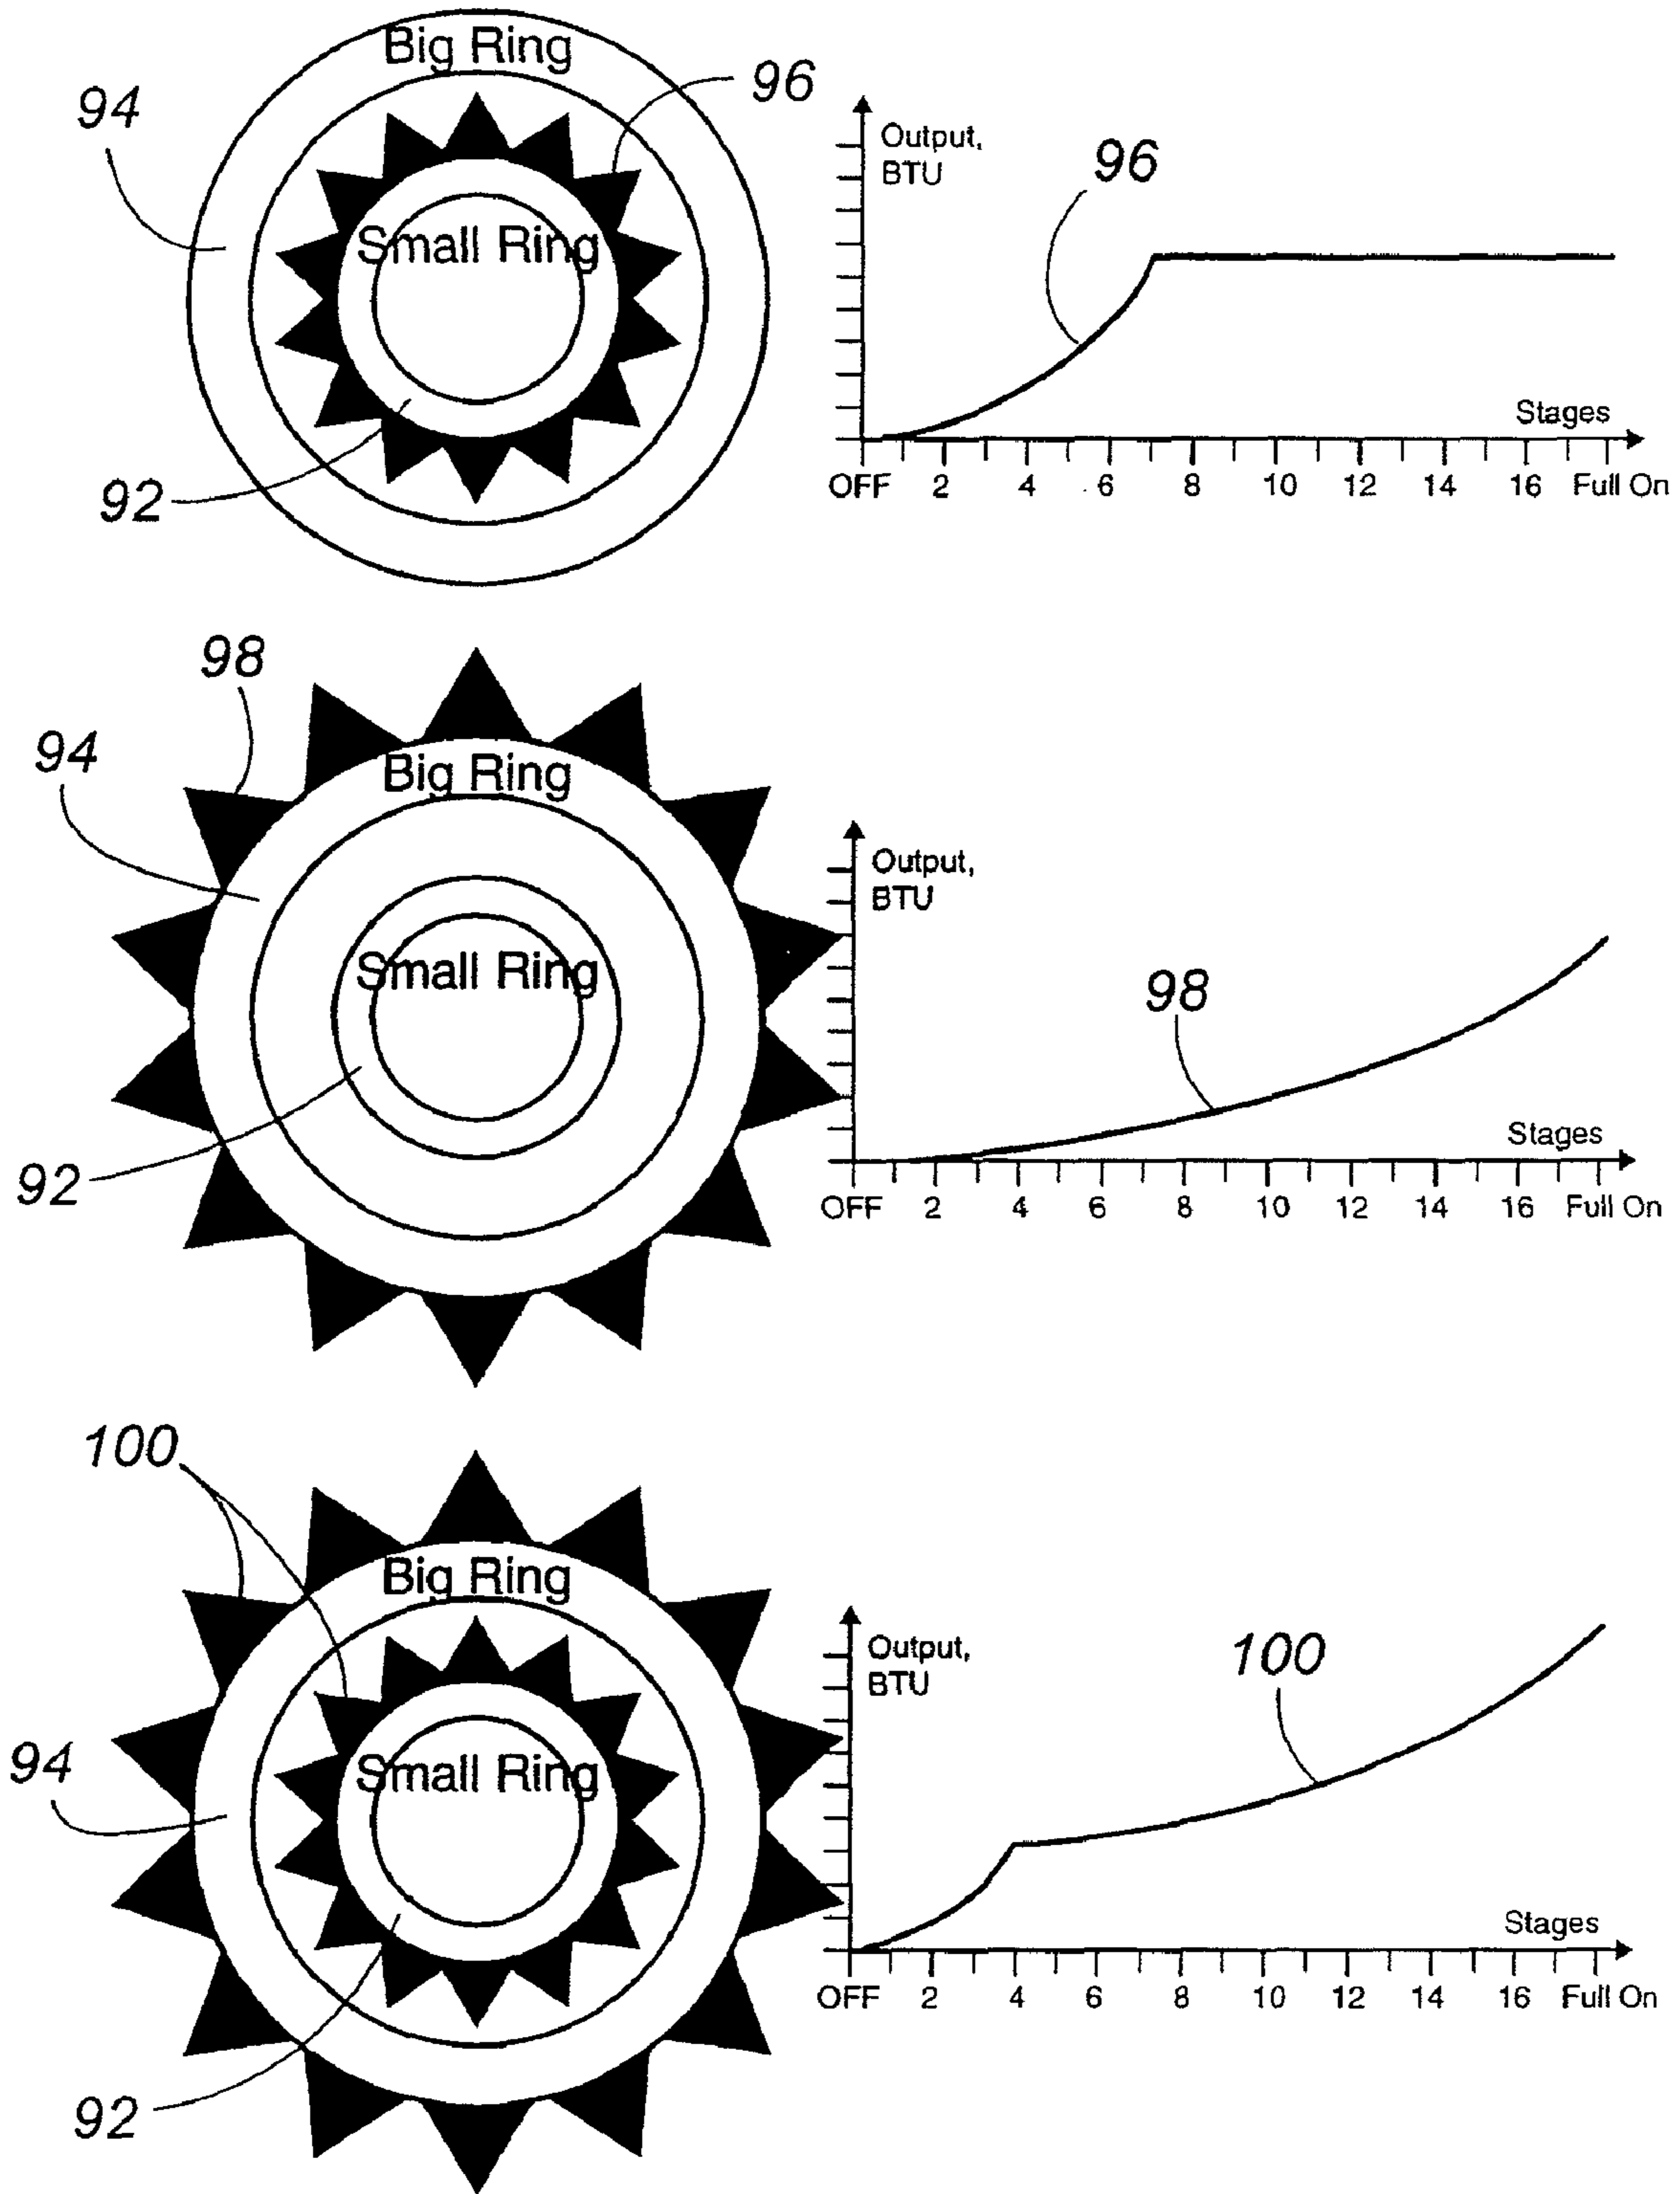 Big Ring
94
96
Small Ring
92
Output,
BTU
96
Stages
OFF 2 4 6 8 10 12 14 16 Full On
98
94
Big Ring
Small Ring
92
Output,
BTU
98
Stages
OFF 2 4 6 8 10 12 14 16 Full On
100
Big Ring
94
Small Ring
92
Output,
BTU
100
Stages
OFF 2 4 6 8 10 12 14 16 Full On